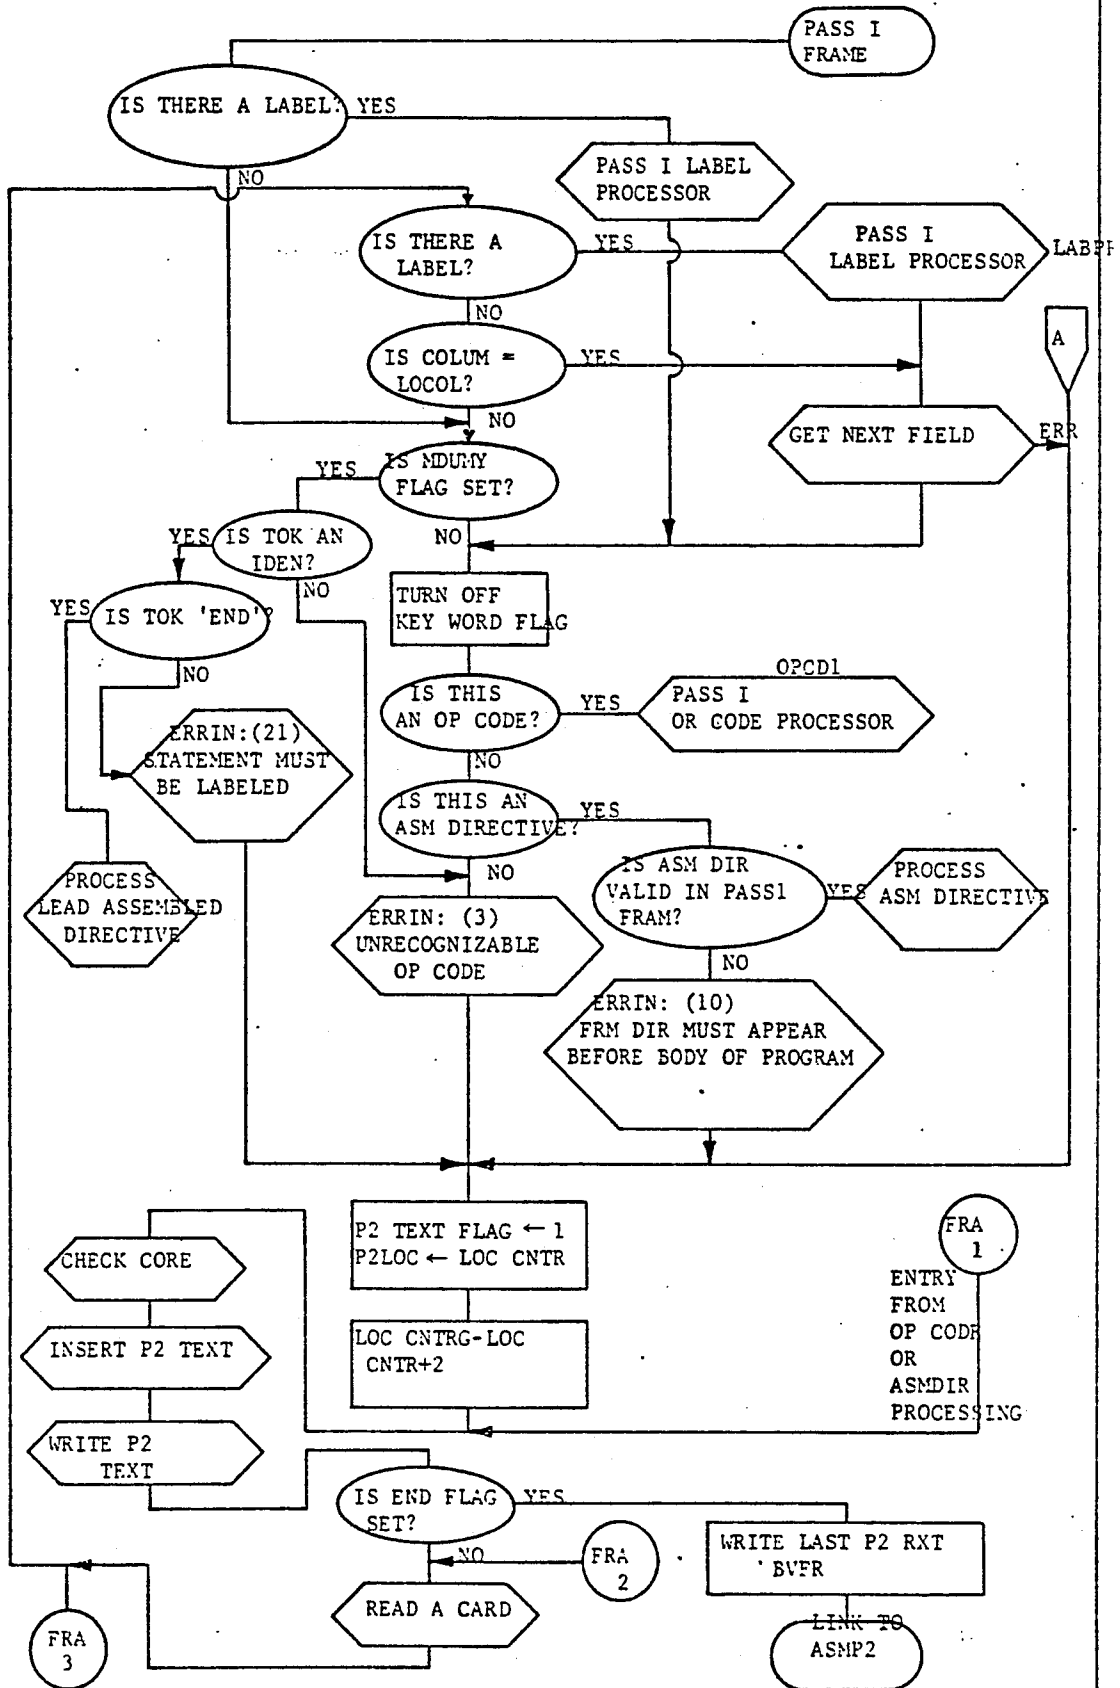 PASS I
FRAME
IS THERE A LABEL?
YES
NO
PASS I LABEL
PROCESSOR
IS THERE A
LABEL?
YES
PASS I
LABEL PROCESSOR
NO
A
IS COLUM =
LOCOL?
YES
NO
GET NEXT FIELD
ERR
IS MDUMY
FLAG SET?
YES
NO
IS TOK AN
IDEN?
YES
NO
IS TOK 'END'?
YES
NO
TURN OFF
KEY WORD FLAG
IS THIS
AN OP CODE?
YES
OPCD1
PASS I
OR CODE PROCESSOR
NO
ERRIN:(21)
STATEMENT MUST
BE LABELED
IS THIS AN
ASM DIRECTIVE?
YES
NO
IS ASM DIR
VALID IN PASS1
FRAM?
YES
PROCESS
ASM DIRECTIVE
NO
PROCESS
LEAD ASSEMBLED
DIRECTIVE
ERRIN: (3)
UNRECOGNIZABLE
OP CODE
ERRIN: (10)
FRM DIR MUST APPEAR
BEFORE BODY OF PROGRAM
P2 TEXT FLAG ← 1
P2LOC ← LOC CNTR
FRA
1
CHECK CORE
ENTRY
FROM
OP CODE
OR
ASMDIR
PROCESSING
LOC CNTRG-LOC
CNTR+2
INSERT P2 TEXT
WRITE P2
TEXT
IS END FLAG
SET?
YES
NO
FRA
2
WRITE LAST P2 RXT
BVFR
READ A CARD
LINK TO
ASMP2
FRA
3